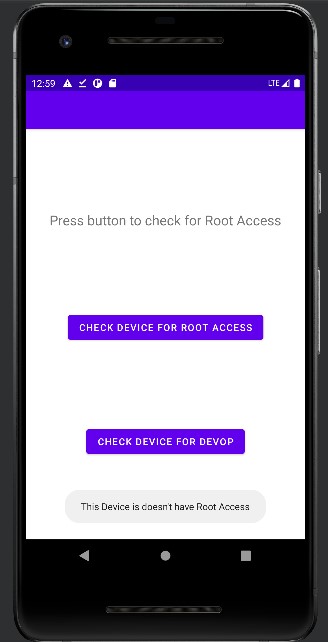 12:59 LTE
Press button to check for Root Access
CHECK DEVICE FOR ROOT ACCESS
CHECK DEVICE FOR DEVOP
This Device is doesn't have Root Access